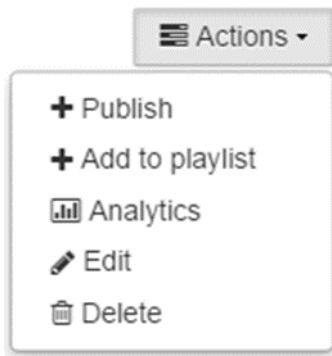 Actions
Publish
Add to playlist
Analytics
Edit
Delete